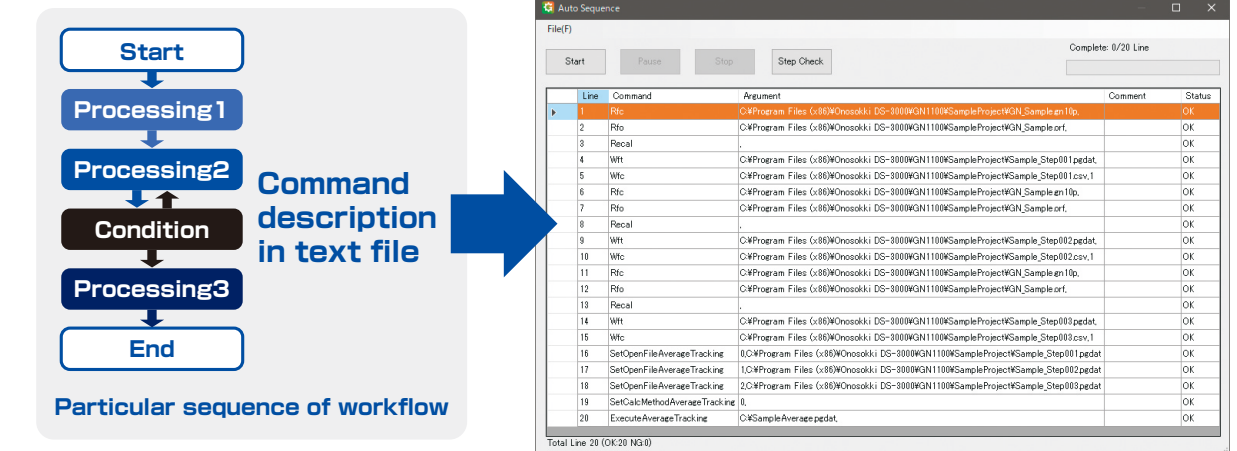 Start
Processing1
Processing2
Condition
Processing3
End
Particular sequence of workflow
Command
description
in text file
Auto Sequence
File(F)
Start Pause Stop Step Check
Complete: 0/20 Line
Line Command Argument Comment Status
1 Rfc C:¥Program Files (x86)¥Onosokki DS-3000¥GN1100¥SampleProject¥GN_Sample.gn10p, OK
2 Rfo C:¥Program Files (x86)¥Onosokki DS-3000¥GN1100¥SampleProject¥GN_Sample.orf, OK
3 Recal , OK
4 Wft C:¥Program Files (x86)¥Onosokki DS-3000¥GN1100¥SampleProject¥Sample_Step001.pgdat, OK
5 Wfc C:¥Program Files (x86)¥Onosokki DS-3000¥GN1100¥SampleProject¥Sample_Step001.csv,1 OK
6 Rfc C:¥Program Files (x86)¥Onosokki DS-3000¥GN1100¥SampleProject¥GN_Sample.gn10p, OK
7 Rfo C:¥Program Files (x86)¥Onosokki DS-3000¥GN1100¥SampleProject¥GN_Sample.orf, OK
8 Recal , OK
9 Wft C:¥Program Files (x86)¥Onosokki DS-3000¥GN1100¥SampleProject¥Sample_Step002.pgdat, OK
10 Wfc C:¥Program Files (x86)¥Onosokki DS-3000¥GN1100¥SampleProject¥Sample_Step002.csv,1 OK
11 Rfc C:¥Program Files (x86)¥Onosokki DS-3000¥GN1100¥SampleProject¥GN_Sample.gn10p, OK
12 Rfo C:¥Program Files (x86)¥Onosokki DS-3000¥GN1100¥SampleProject¥GN_Sample.orf, OK
13 Recal , OK
14 Wft C:¥Program Files (x86)¥Onosokki DS-3000¥GN1100¥SampleProject¥Sample_Step003.pgdat, OK
15 Wfc C:¥Program Files (x86)¥Onosokki DS-3000¥GN1100¥SampleProject¥Sample_Step003.csv,1 OK
16 SetOpenFileAverageTracking 0,C:¥Program Files (x86)¥Onosokki DS-3000¥GN1100¥SampleProject¥Sample_Step001.pgdat OK
17 SetOpenFileAverageTracking 1,C:¥Program Files (x86)¥Onosokki DS-3000¥GN1100¥SampleProject¥Sample_Step002.pgdat OK
18 SetOpenFileAverageTracking 2,C:¥Program Files (x86)¥Onosokki DS-3000¥GN1100¥SampleProject¥Sample_Step003.pgdat OK
19 SetCalcMethodAverageTracking 0, OK
20 ExecuteAverageTracking C:¥SampleAverage.pgdat, OK
Total Line 20 (OK:20 NG:0)